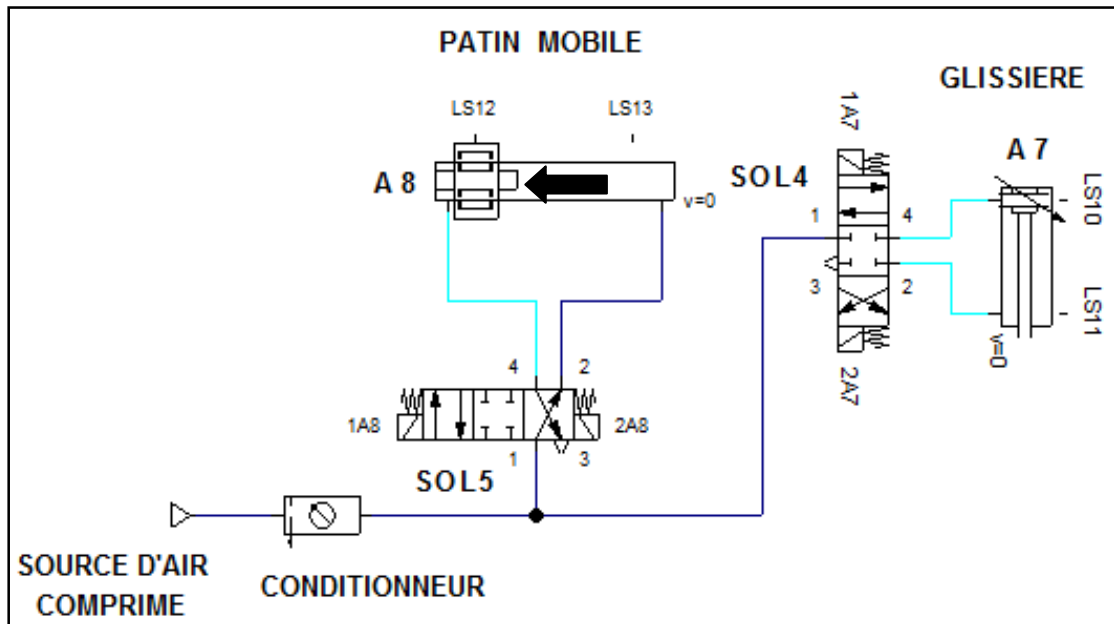 PATIN MOBILE
GLISSIERE
LS12
LS13
1A7
A 7
LS10
A 8
SOL4
v=0
1
4
3
2
LS11
v=0
2A7
4
2
1A8
2A8
1
3
SOL5
SOURCE D'AIR
COMPRIME
CONDITIONNEUR